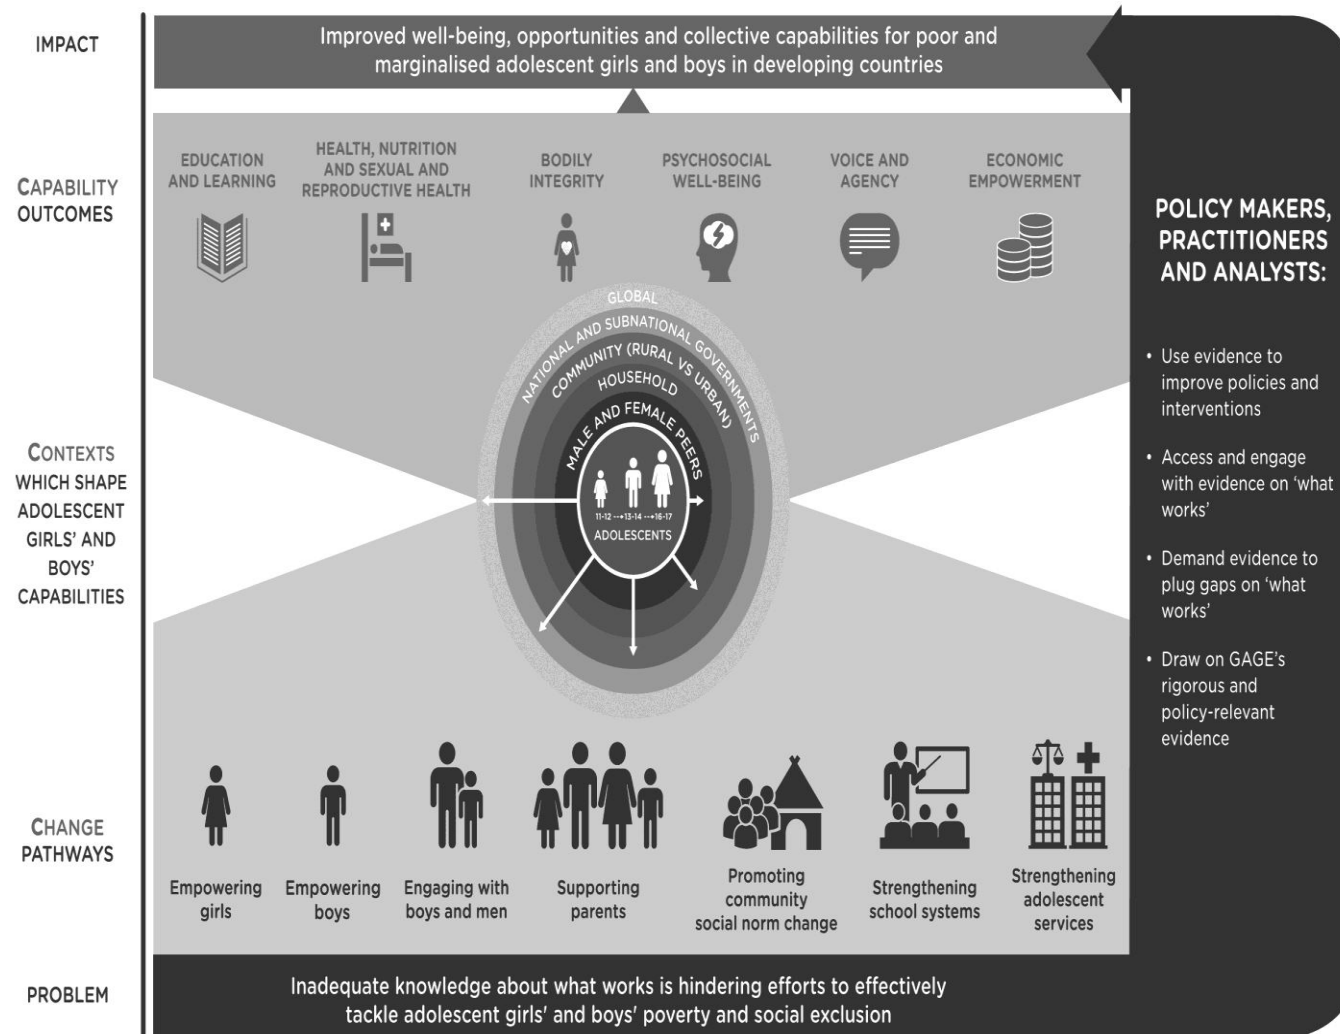 IMPACT
Improved well-being, opportunities and collective capabilities for poor and
marginalised adolescent girls and boys in developing countries
CAPABILITY
OUTCOMES
EDUCATION
AND LEARNING
HEALTH, NUTRITION
AND SEXUAL AND
REPRODUCTIVE HEALTH
BODILY
INTEGRITY
PSYCHOSOCIAL
WELL-BEING
VOICE AND
AGENCY
ECONOMIC
EMPOWERMENT
CONTEXTS
WHICH SHAPE
ADOLESCENT
GIRLS' AND
BOYS'
CAPABILITIES
GLOBAL
NATIONAL AND SUBNATIONAL GOVERNMENTS
COMMUNITY (RURAL VS URBAN)
HOUSEHOLD
MALE AND FEMALE PEERS
11-12 --→13-14 --→16-17
ADOLESCENTS
CHANGE
PATHWAYS
Empowering
girls
Empowering
boys
Engaging with
boys and men
Supporting
parents
Promoting
community
social norm change
Strengthening
school systems
Strengthening
adolescent
services
PROBLEM
Inadequate knowledge about what works is hindering efforts to effectively
tackle adolescent girls' and boys' poverty and social exclusion
POLICY MAKERS,
PRACTITIONERS
AND ANALYSTS:
• Use evidence to
improve policies and
interventions
• Access and engage
with evidence on ‘what
works’
• Demand evidence to
plug gaps on ‘what
works’
• Draw on GAGE’s
rigorous and
policy-relevant
evidence